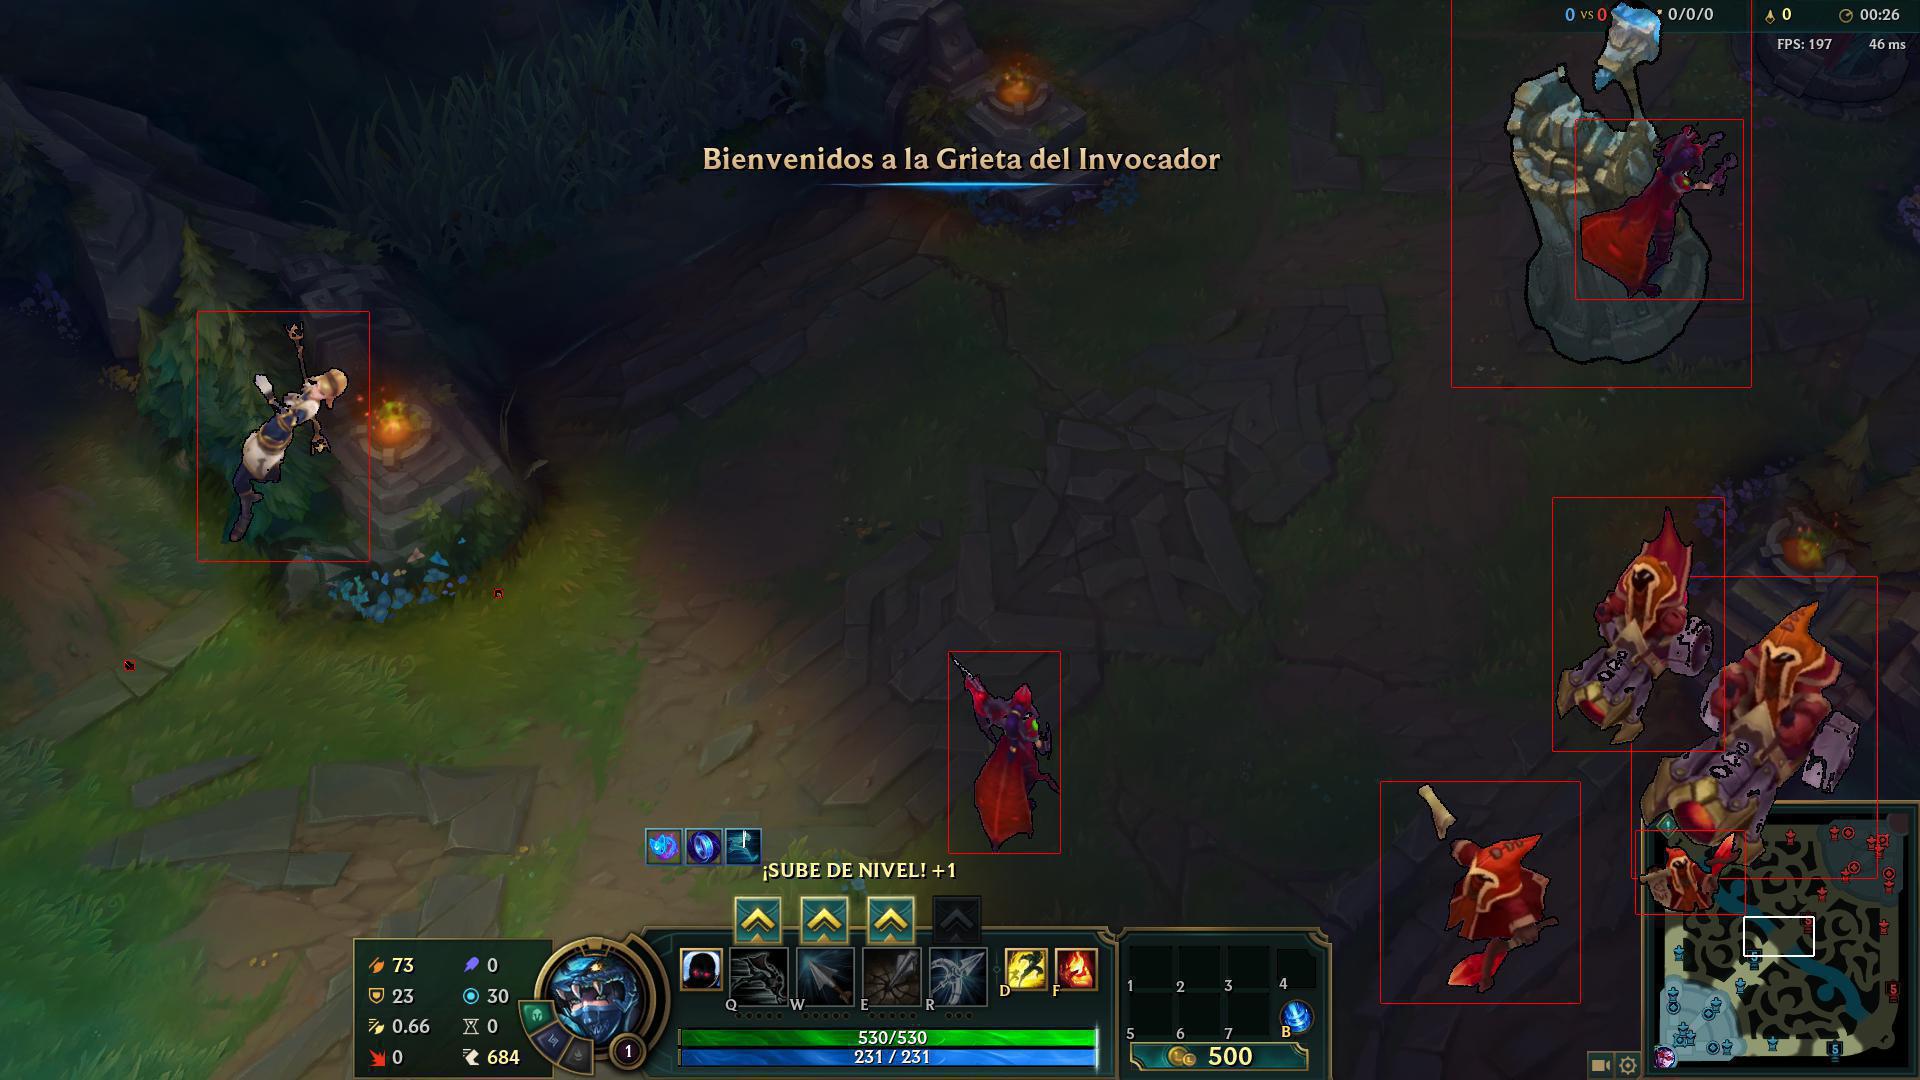 0 vs 0 0/0/0 0 00:26
FPS: 197 46 ms
Bienvenidos a la Grieta del Invocador
¡SUBE DE NIVEL! +1
73 0
23 30
0.66 0
0 684
1
Q W E R D F
530/530
231 / 231
1 2 3 4
5 6 7 B
500
5
5